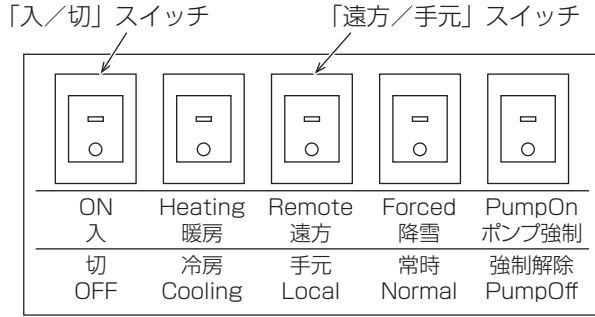 「入／切」スイッチ 「遠方／手元」スイッチ
ON Heating Remote Forced PumpOn
入 暖房 遠方 降雪 ポンプ強制
切 冷房 手元 常時 強制解除
OFF Cooling Local Normal PumpOff